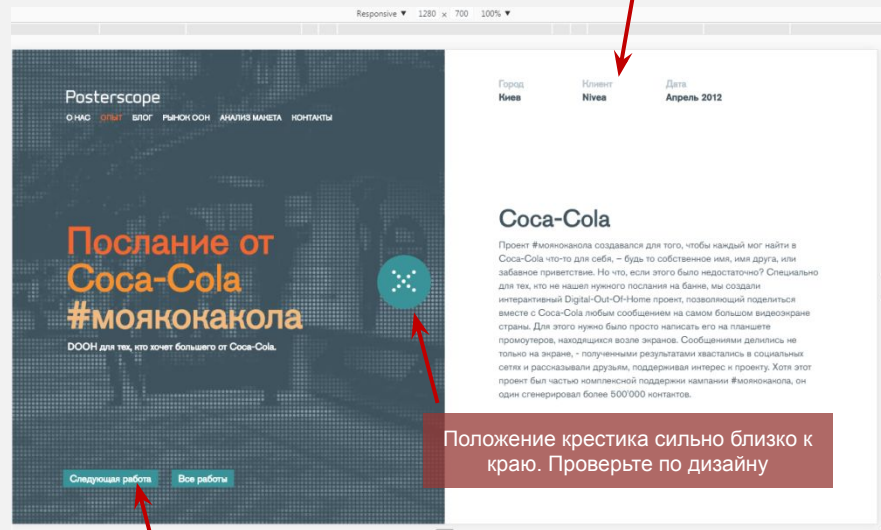 Responsive ▼ 1280 x 700 100% ▼
Posterscope
О НАС ОПЫТ БЛОГ РЫНОК ООН АНАЛИЗ МАКЕТА КОНТАКТЫ
Послание от
Coca-Cola
#моякокакола
DOOH для тех, кто хочет большего от Coca-Cola.
Следующая работа Все работы
Город Клиент Дата
Киев Nivea Апрель 2012
Coca-Cola
Проект #моякокакола создавался для того, чтобы каждый мог найти в
Coca-Cola что-то для себя, – будь то собственное имя, имя друга, или
забавное приветствие. Но что, если этого было недостаточно? Специально
для тех, кто не нашел нужного послания на банке, мы создали
интерактивный Digital-Out-Of-Home проект, позволяющий поделиться
вместе с Coca-Cola любым сообщением на самом большом видеоэкране
страны. Для этого нужно было просто написать его на планшете
промоутеров, находящихся возле экранов. Сообщениями делились не
только на экране, - полученными результатами хвастались в социальных
сетях и рассказывали друзьям, поддерживая интерес к проекту. Хотя этот
проект был частью комплексной поддержки кампании #моякокакола, он
один сгенерировал более 500'000 контактов.
Положение крестика сильно близко к
краю. Проверьте по дизайну